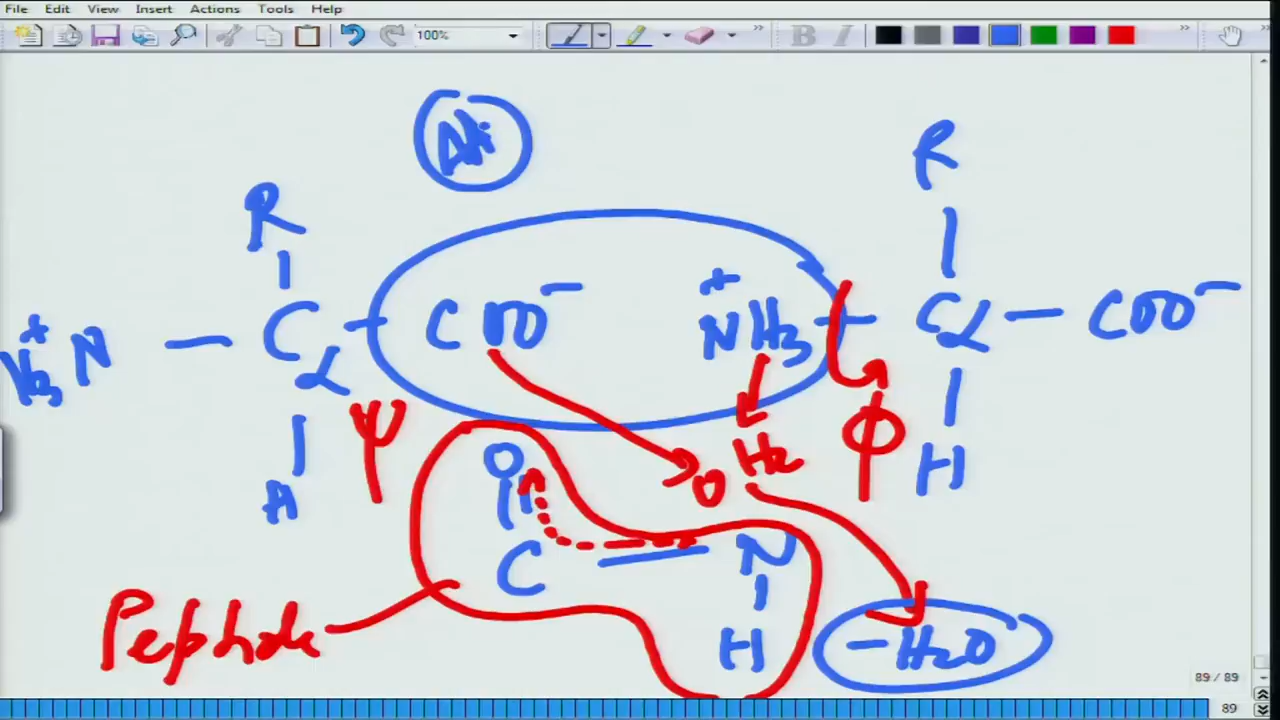 File Edit View Insert Actions Tools Help
100%
R
R
H₃N⁺ — Cα — COO⁻
⁺NH₃ — Cα — COO⁻
ψ
H
O
H₂
O
φ
H
C
N
H
Peptide
-H₂O
89 / 89
89